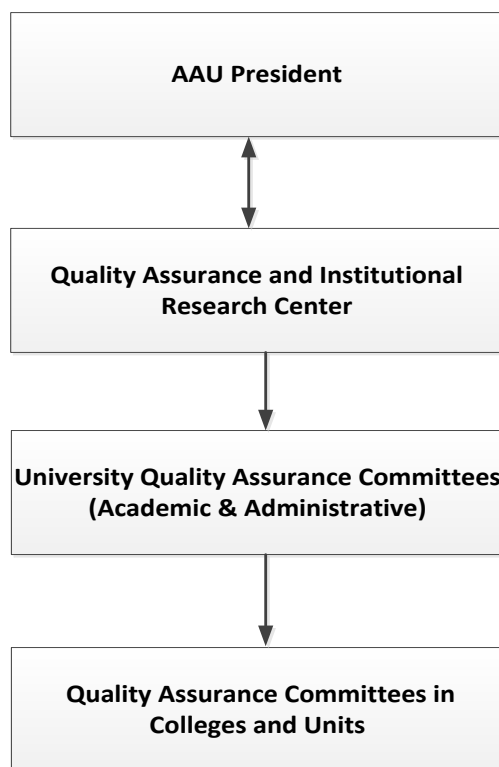 AAU President
Quality Assurance and Institutional
Research Center
University Quality Assurance Committees
(Academic & Administrative)
Quality Assurance Committees in
Colleges and Units